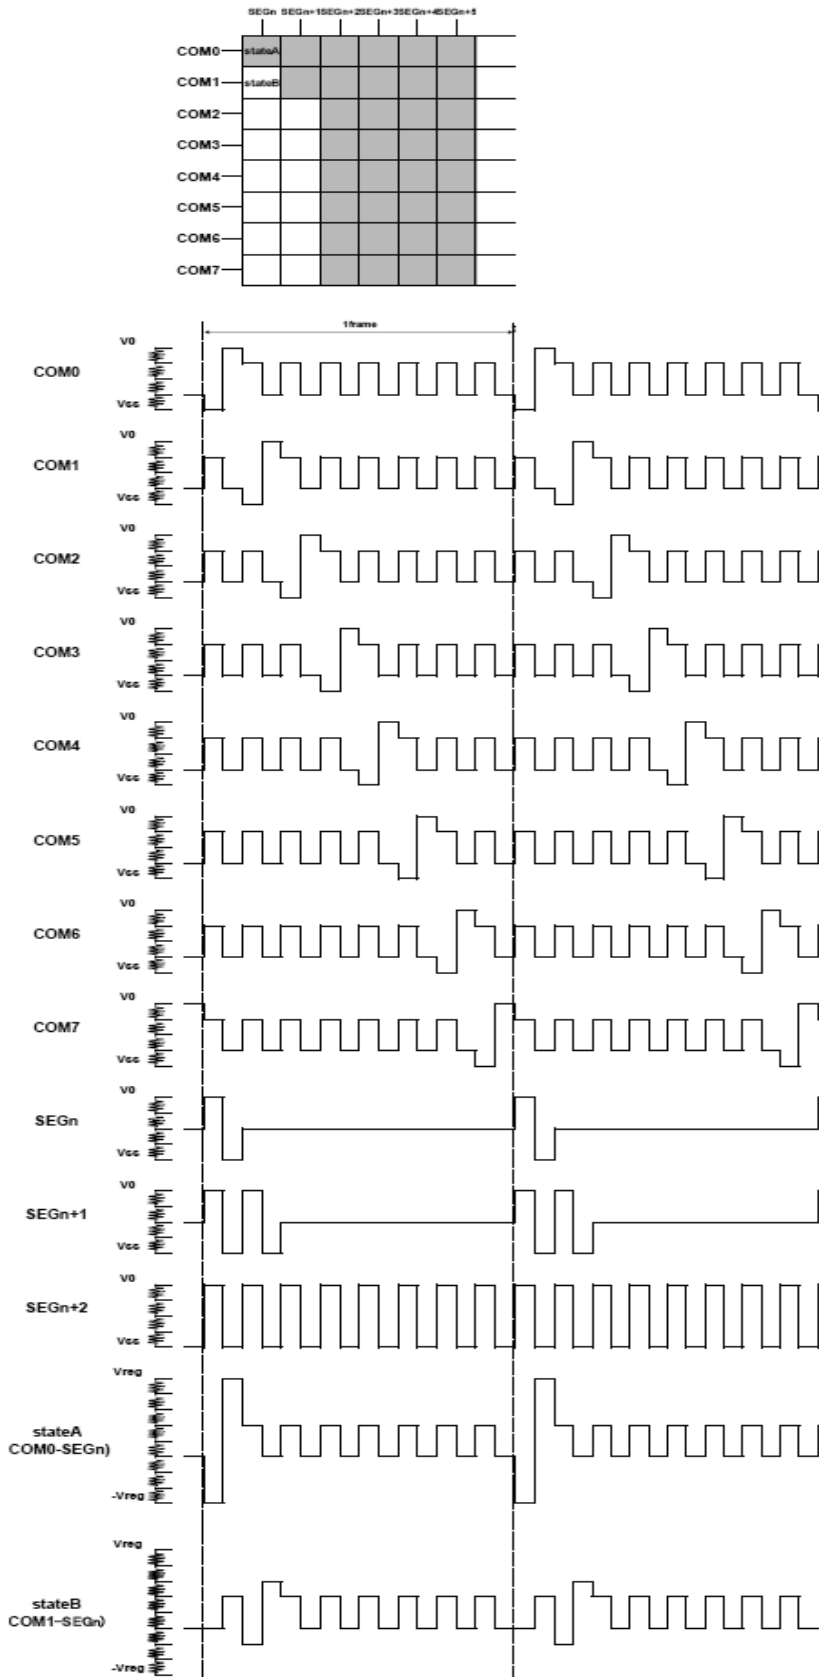 SEGn SEGn+1SEGn+2SEGn+3SEGn+4SEGn+5
COM0 stateA
COM1 stateB
COM2
COM3
COM4
COM5
COM6
COM7
1frame
V0
COM0
Vss
V0
COM1
Vss
V0
COM2
Vss
V0
COM3
Vss
V0
COM4
Vss
V0
COM5
Vss
V0
COM6
Vss
V0
COM7
Vss
V0
SEGn
Vss
V0
SEGn+1
Vss
V0
SEGn+2
Vss
Vreg
stateA
COM0-SEGn)
-Vreg
Vreg
stateB
COM1-SEGn)
-Vreg